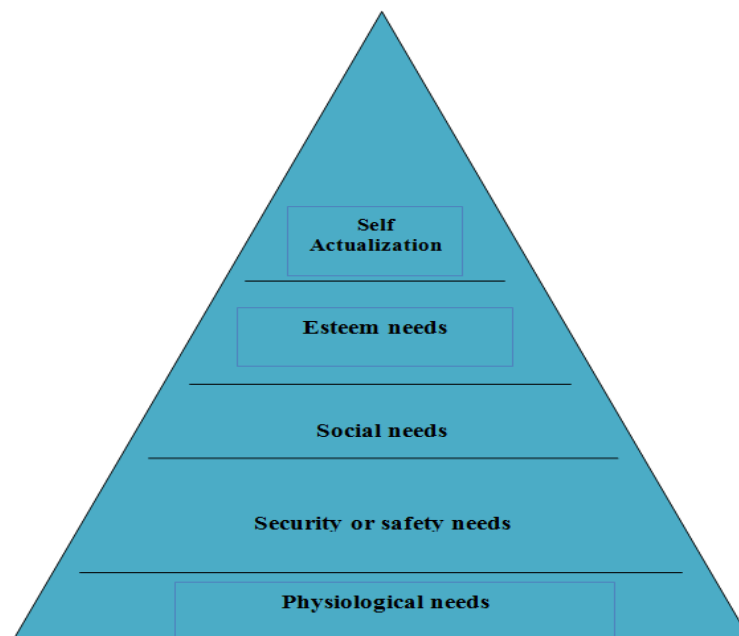 Self
Actualization
Esteem needs
Social needs
Security or safety needs
Physiological needs